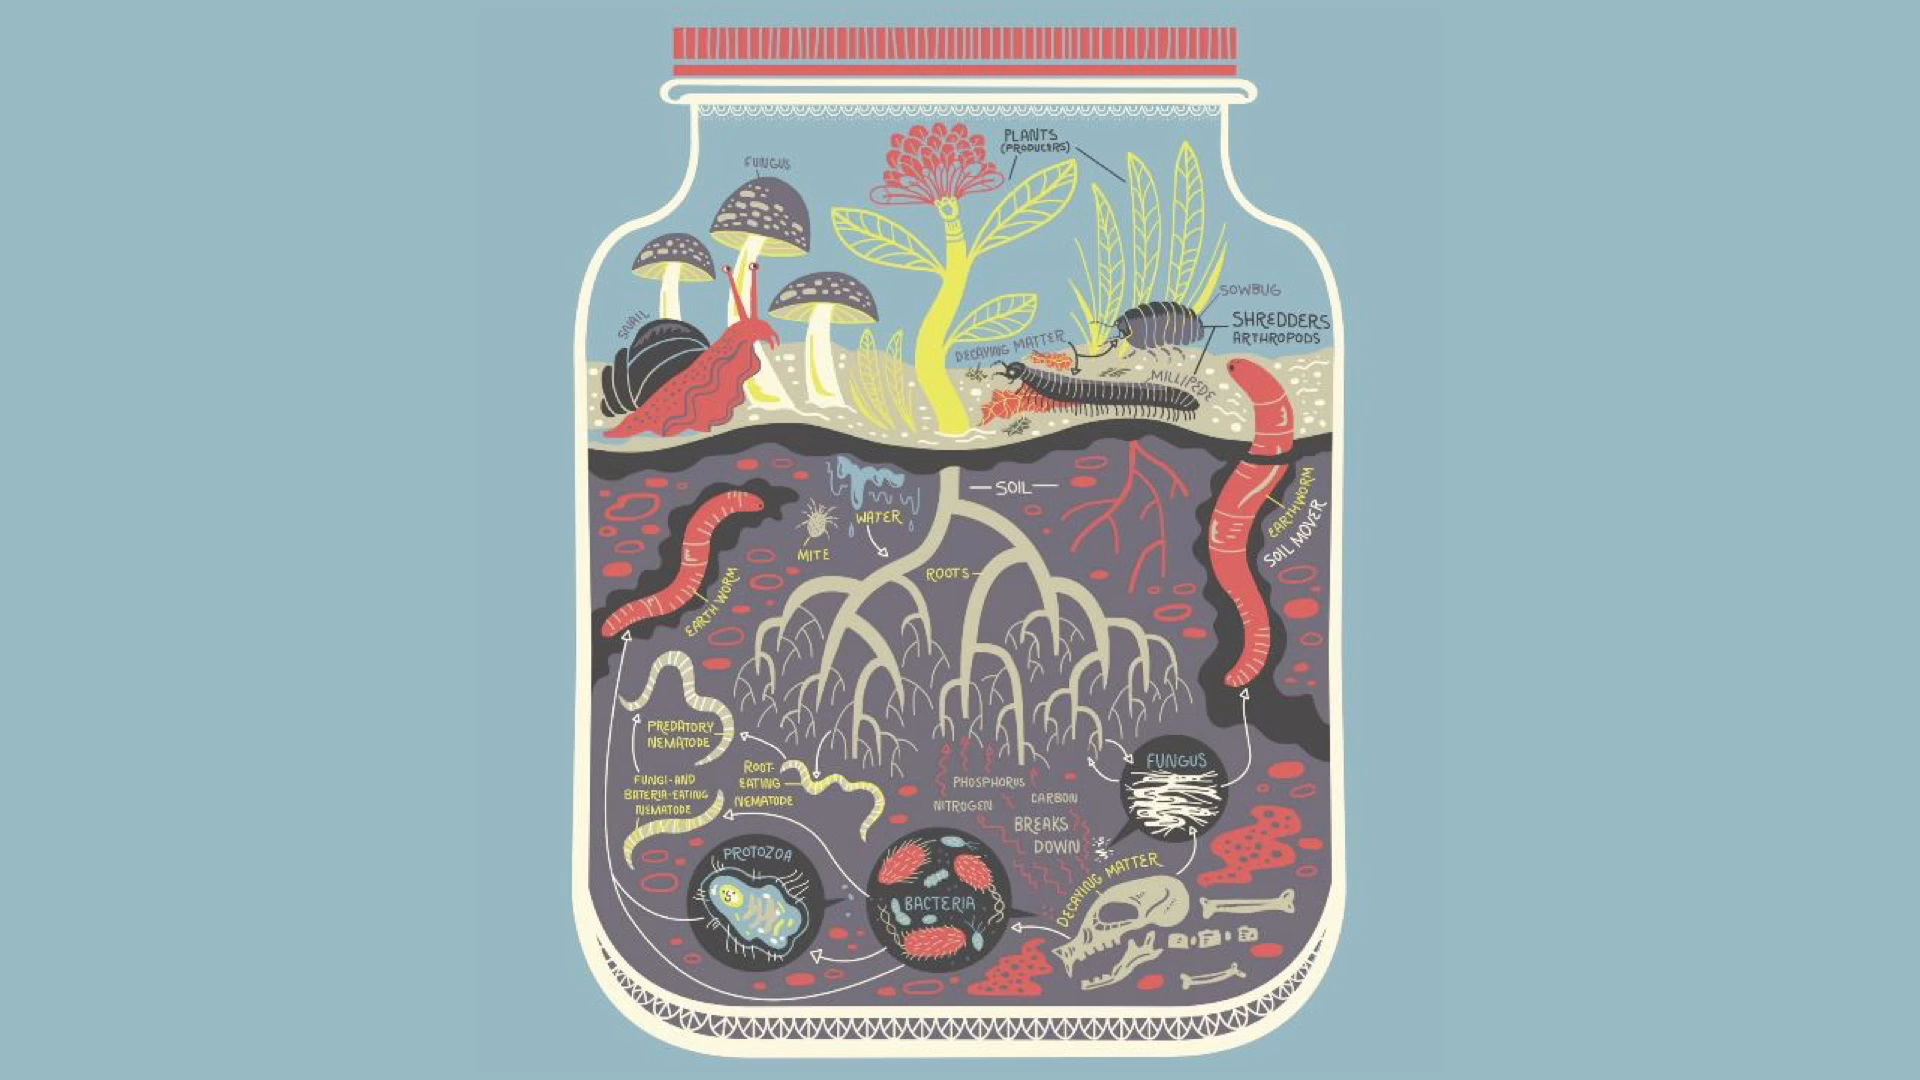 PLANTS
(PRODUCERS)
FUNGUS
SNAIL
SOWBUG
SHREDDERS
ARTHROPODS
DECAYING MATTER
MILLIPEDE
SOIL
WATER
MITE
EARTHWORM
SOIL MOVER
ROOTS
EARTH WORM
PREDATORY
NEMATODE
FUNGI-AND
BATERIA-EATING
NEMATODE
ROOT-
EATING
NEMATODE
PHOSPHORUS
NITROGEN
CARBON
BREAKS
DOWN
FUNGUS
DECAYING MATTER
PROTOZOA
BACTERIA